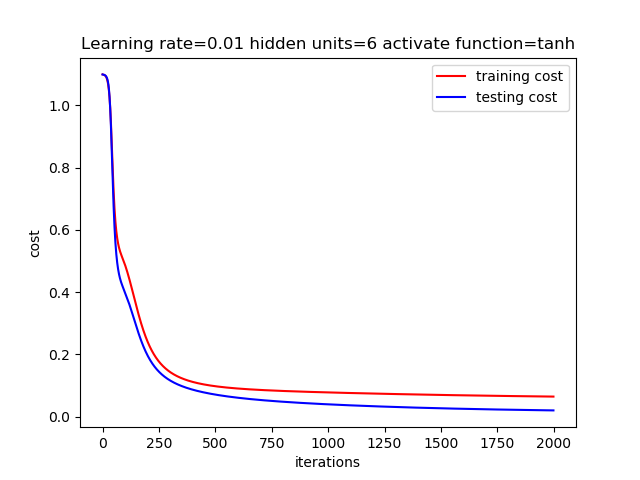 Learning rate=0.01 hidden units=6 activate function=tanh
training cost
testing cost
1.0
0.8
0.6
0.4
0.2
0.0
cost
0 250 500 750 1000 1250 1500 1750 2000
iterations